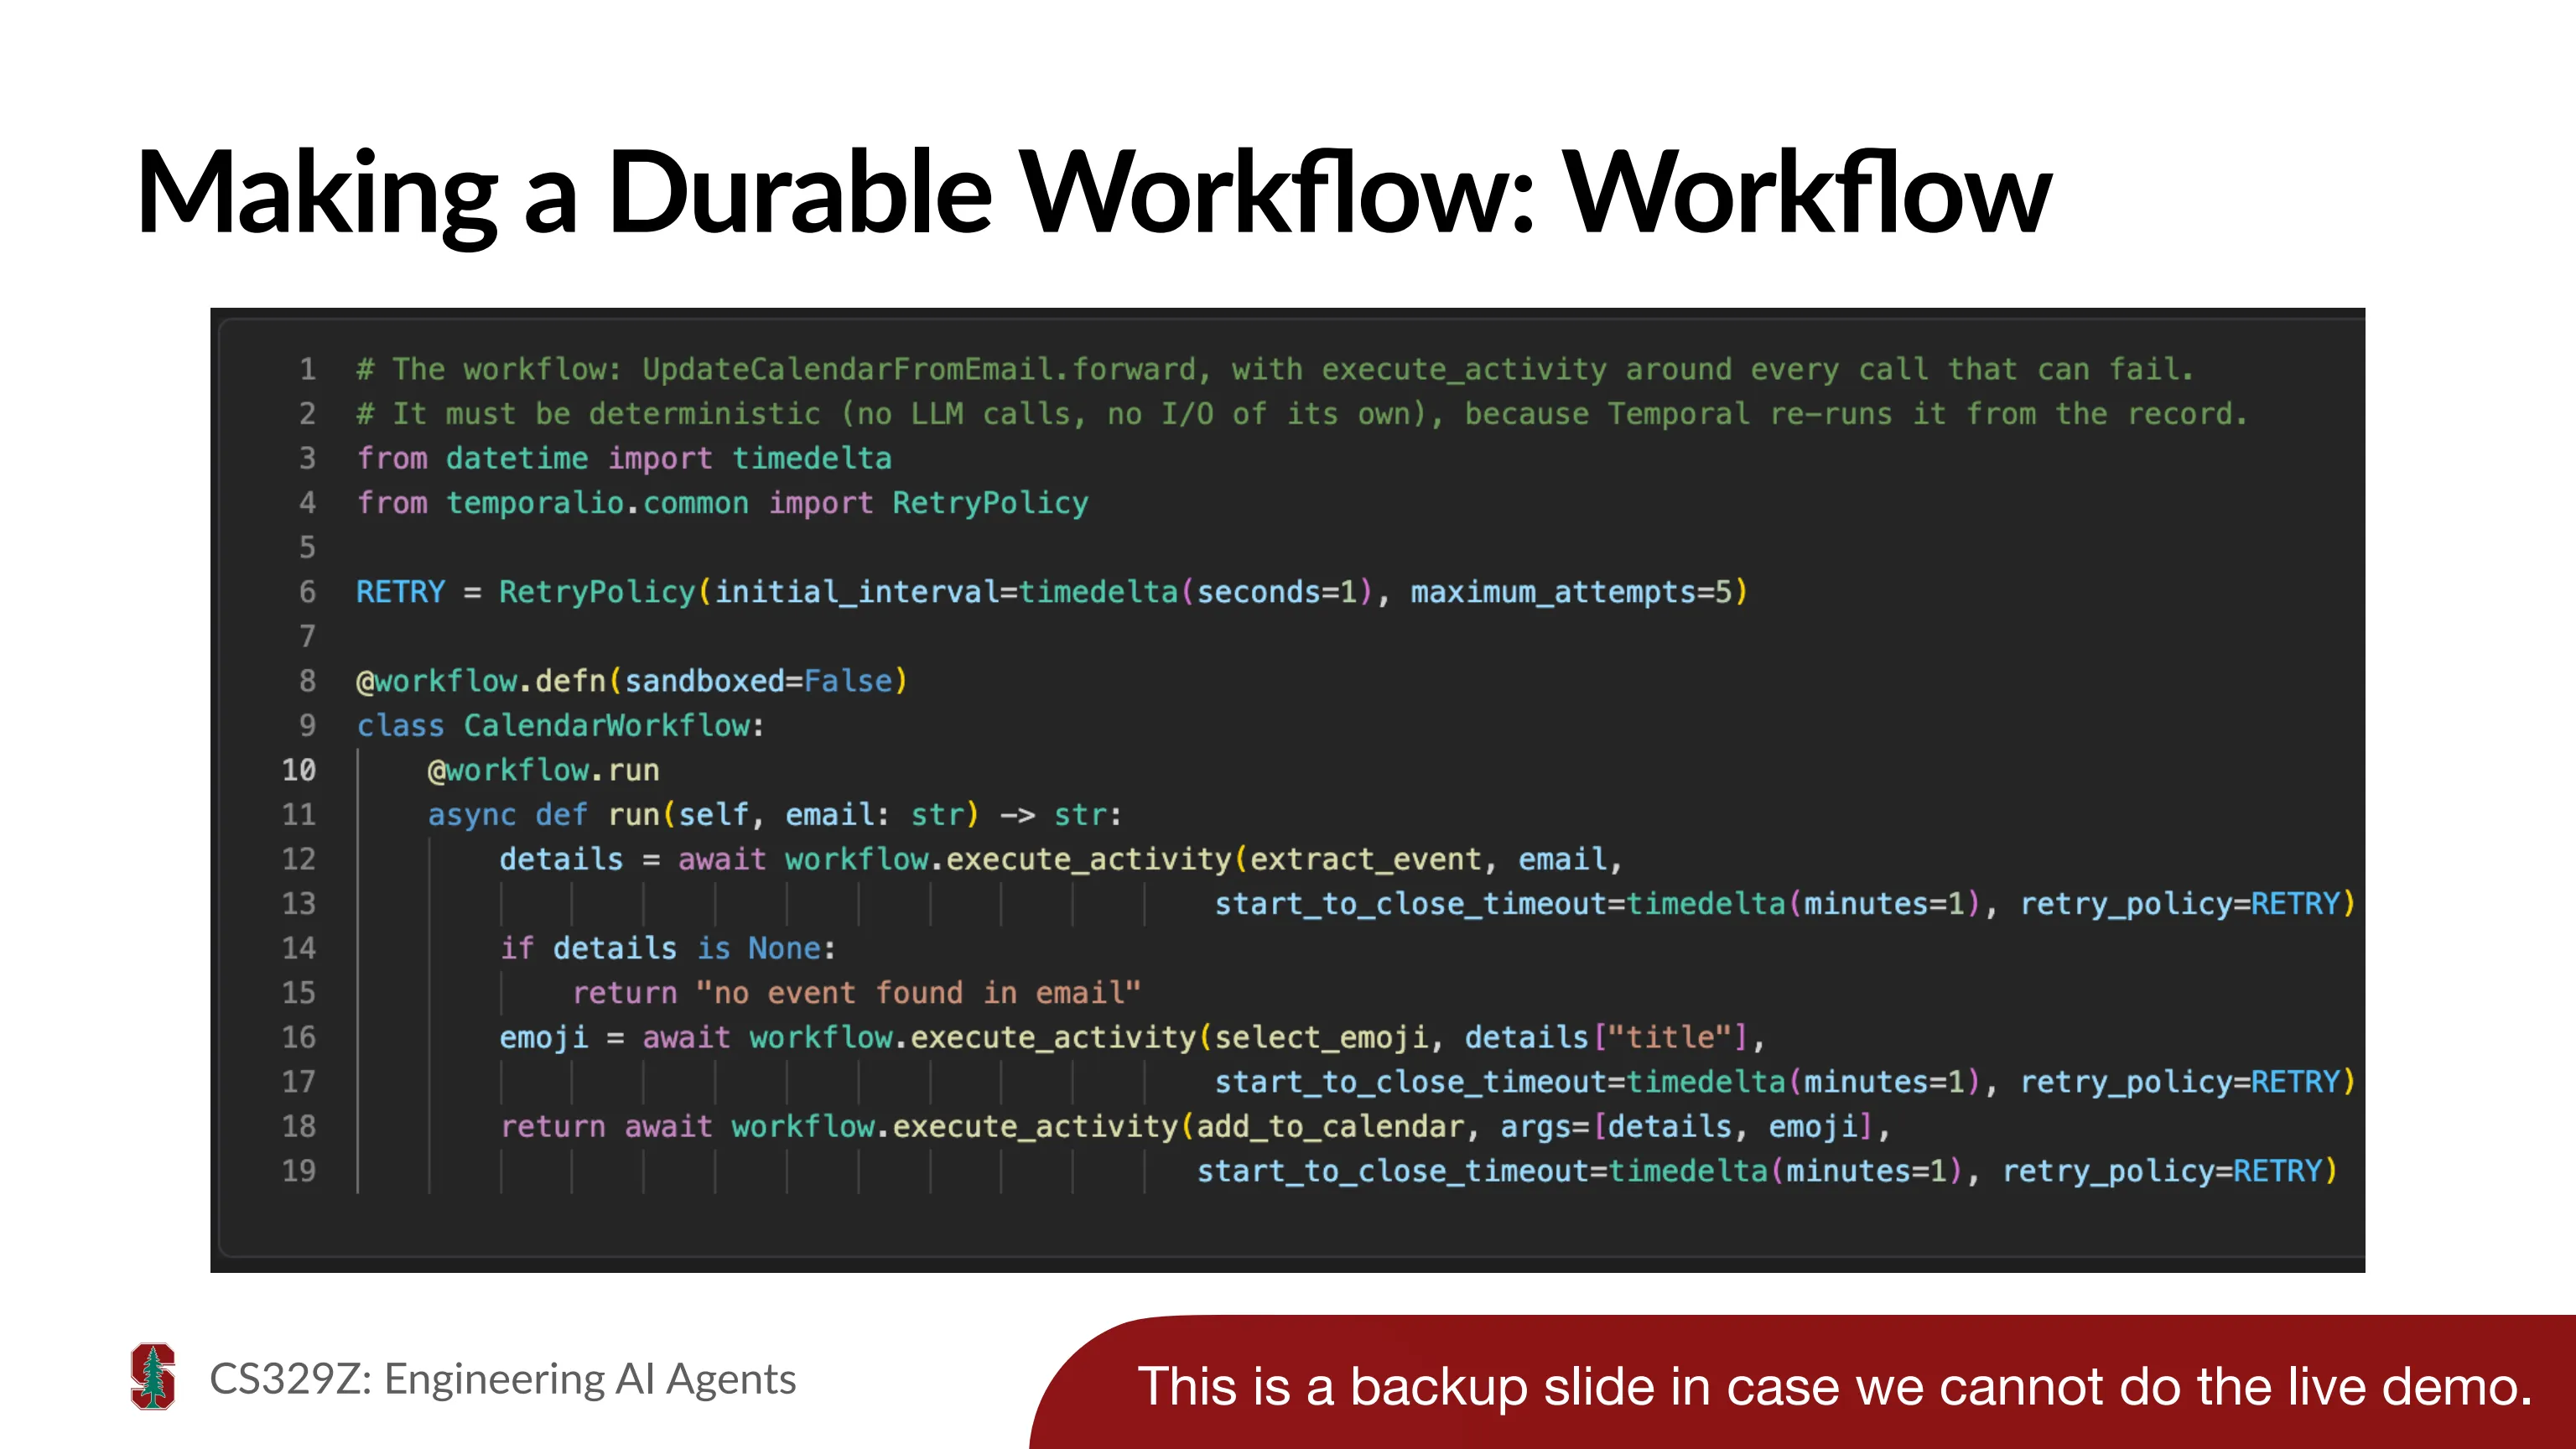 Making a Durable Workflow: Workflow
1 # The workflow: UpdateCalendarFromEmail.forward, with execute_activity around every call that can fail.
2 # It must be deterministic (no LLM calls, no I/O of its own), because Temporal re-runs it from the record.
3 from datetime import timedelta
4 from temporalio.common import RetryPolicy
5
6 RETRY = RetryPolicy(initial_interval=timedelta(seconds=1), maximum_attempts=5)
7
8 @workflow.defn(sandboxed=False)
9 class CalendarWorkflow:
10     @workflow.run
11     async def run(self, email: str) -> str:
12         details = await workflow.execute_activity(extract_event, email,
13                                                 start_to_close_timeout=timedelta(minutes=1), retry_policy=RETRY)
14         if details is None:
15             return "no event found in email"
16         emoji = await workflow.execute_activity(select_emoji, details["title"],
17                                                 start_to_close_timeout=timedelta(minutes=1), retry_policy=RETRY)
18         return await workflow.execute_activity(add_to_calendar, args=[details, emoji],
19                                                start_to_close_timeout=timedelta(minutes=1), retry_policy=RETRY)
CS329Z: Engineering AI Agents
This is a backup slide in case we cannot do the live demo.